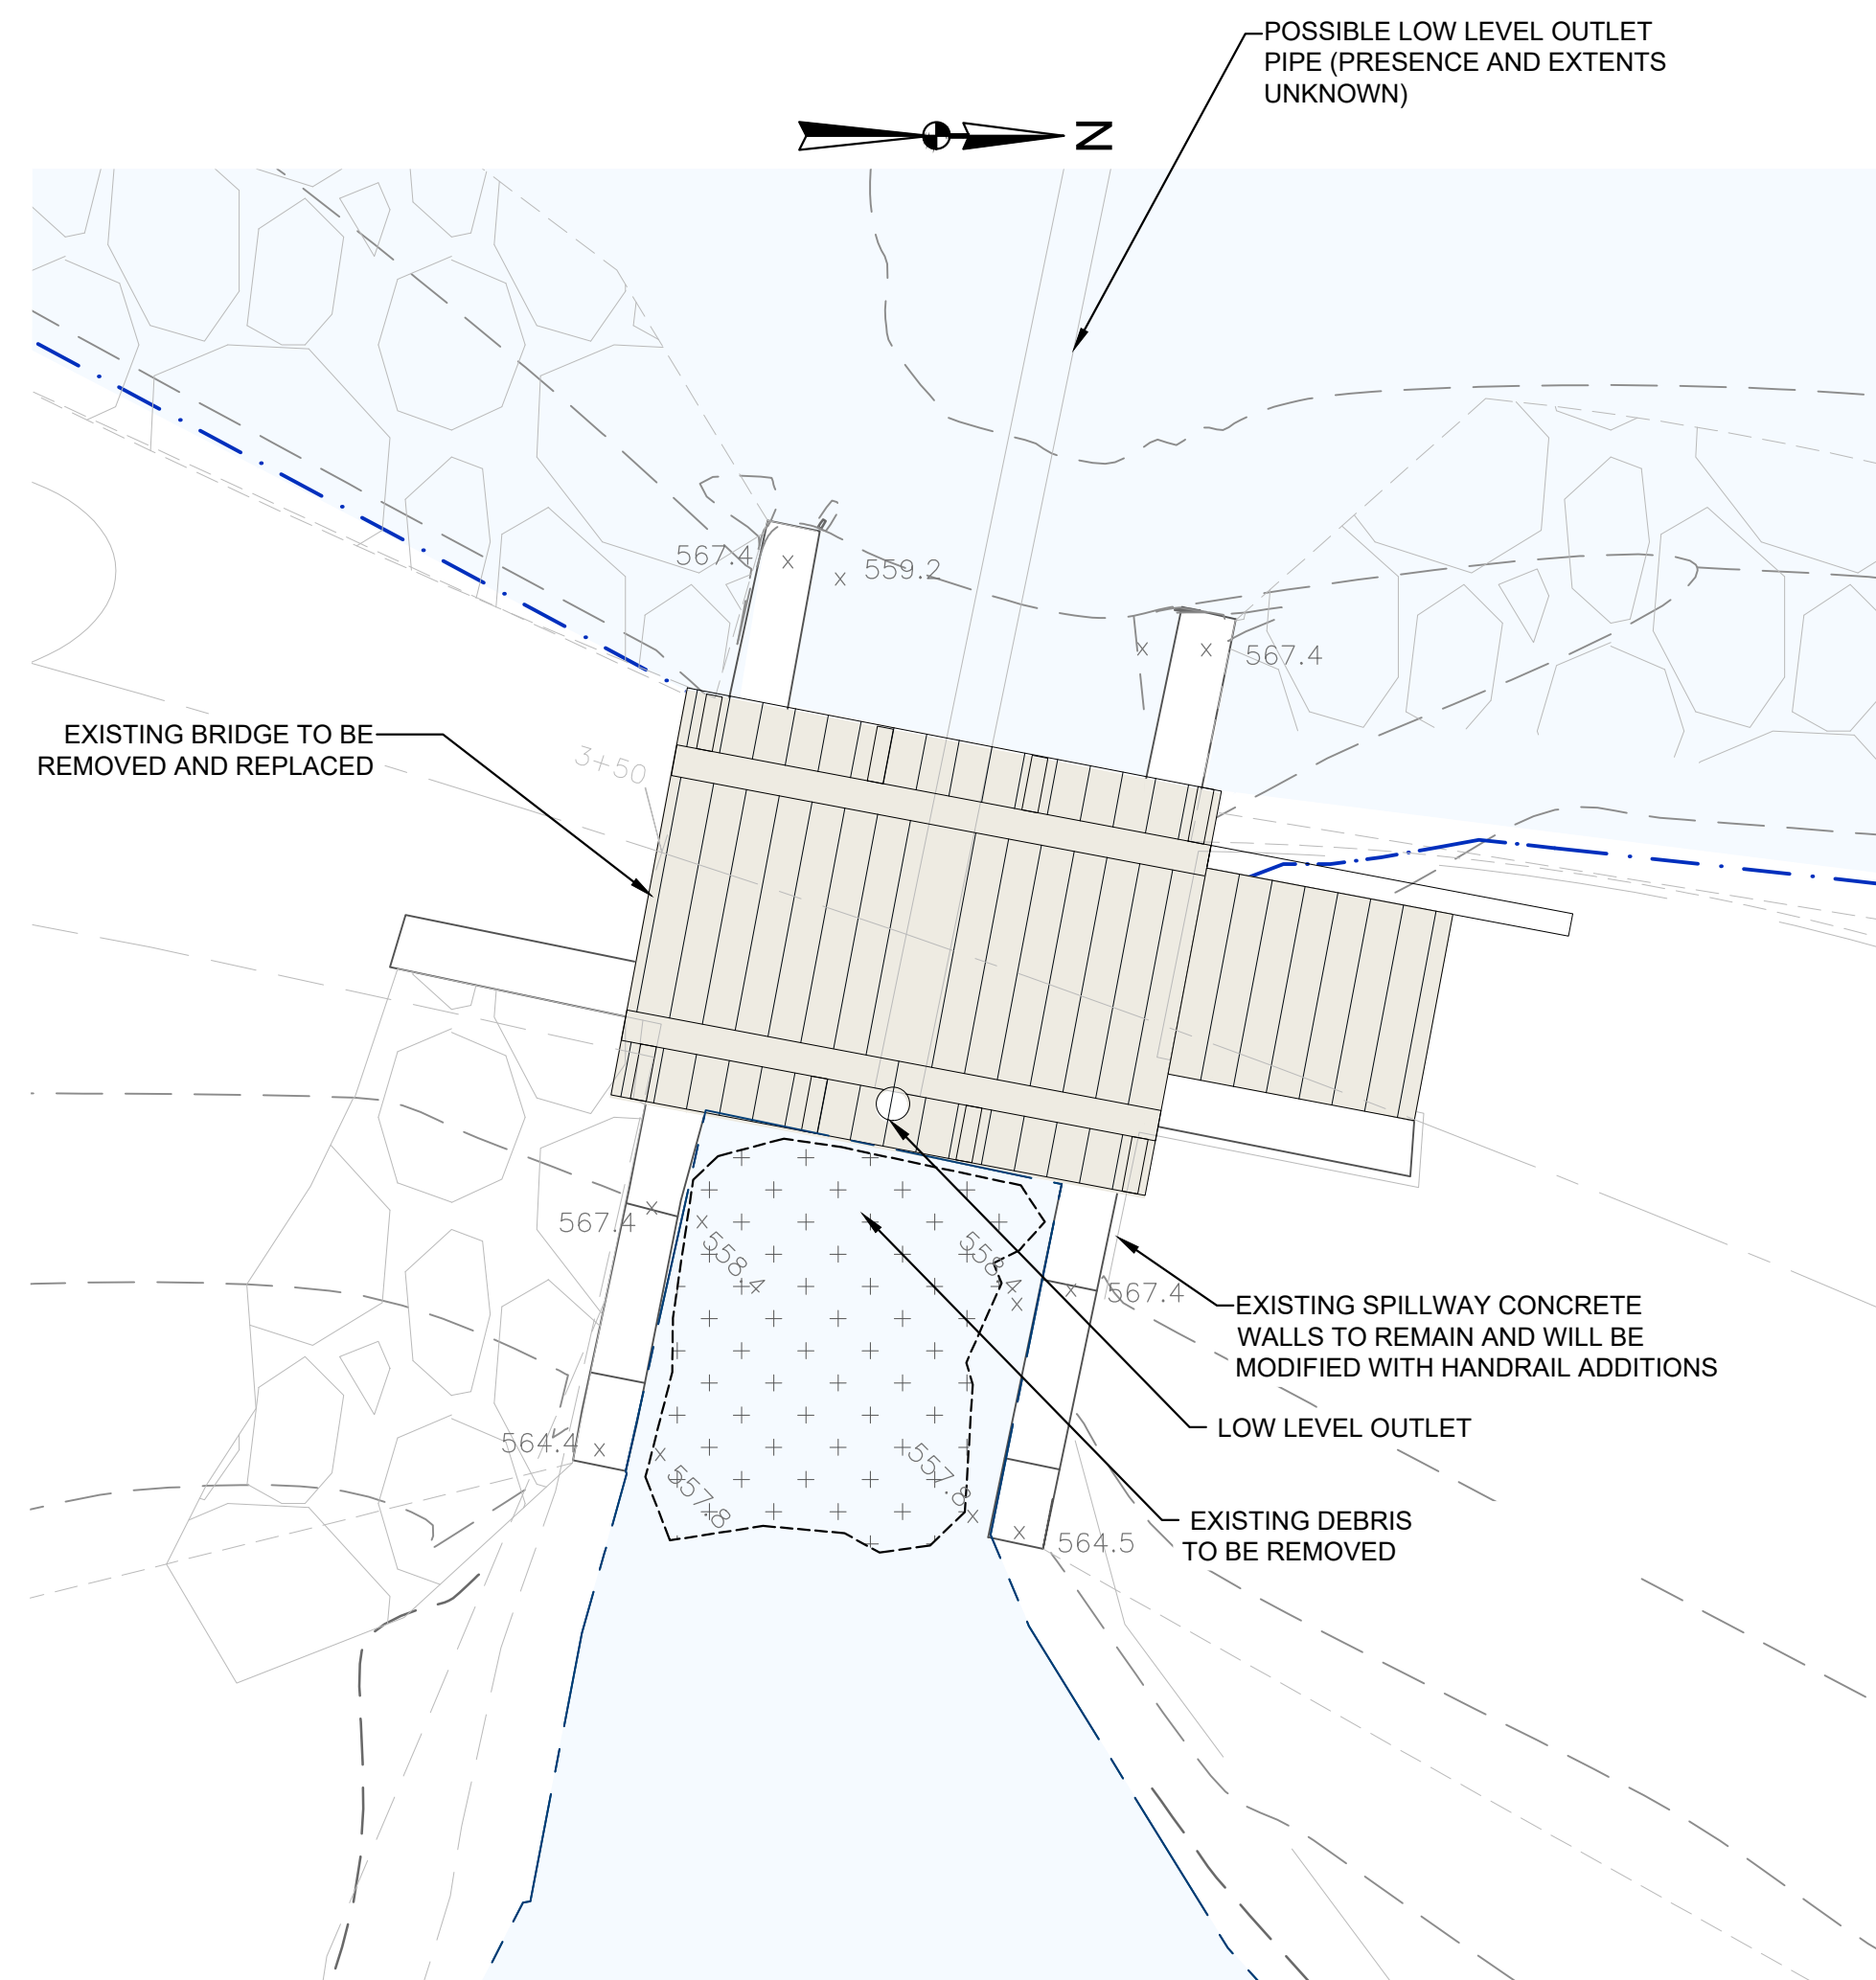 POSSIBLE LOW LEVEL OUTLET
PIPE (PRESENCE AND EXTENTS
UNKNOWN)
N
567.4
559.2
567.4
EXISTING BRIDGE TO BE
REMOVED AND REPLACED
3+50
567.4
558.4
558.4
567.4
EXISTING SPILLWAY CONCRETE
WALLS TO REMAIN AND WILL BE
MODIFIED WITH HANDRAIL ADDITIONS
LOW LEVEL OUTLET
564.4
557.8
557.8
EXISTING DEBRIS
TO BE REMOVED
564.5